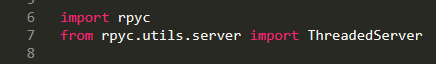 6 import rpyc
7 from rpyc.utils.server import ThreadedServer
8